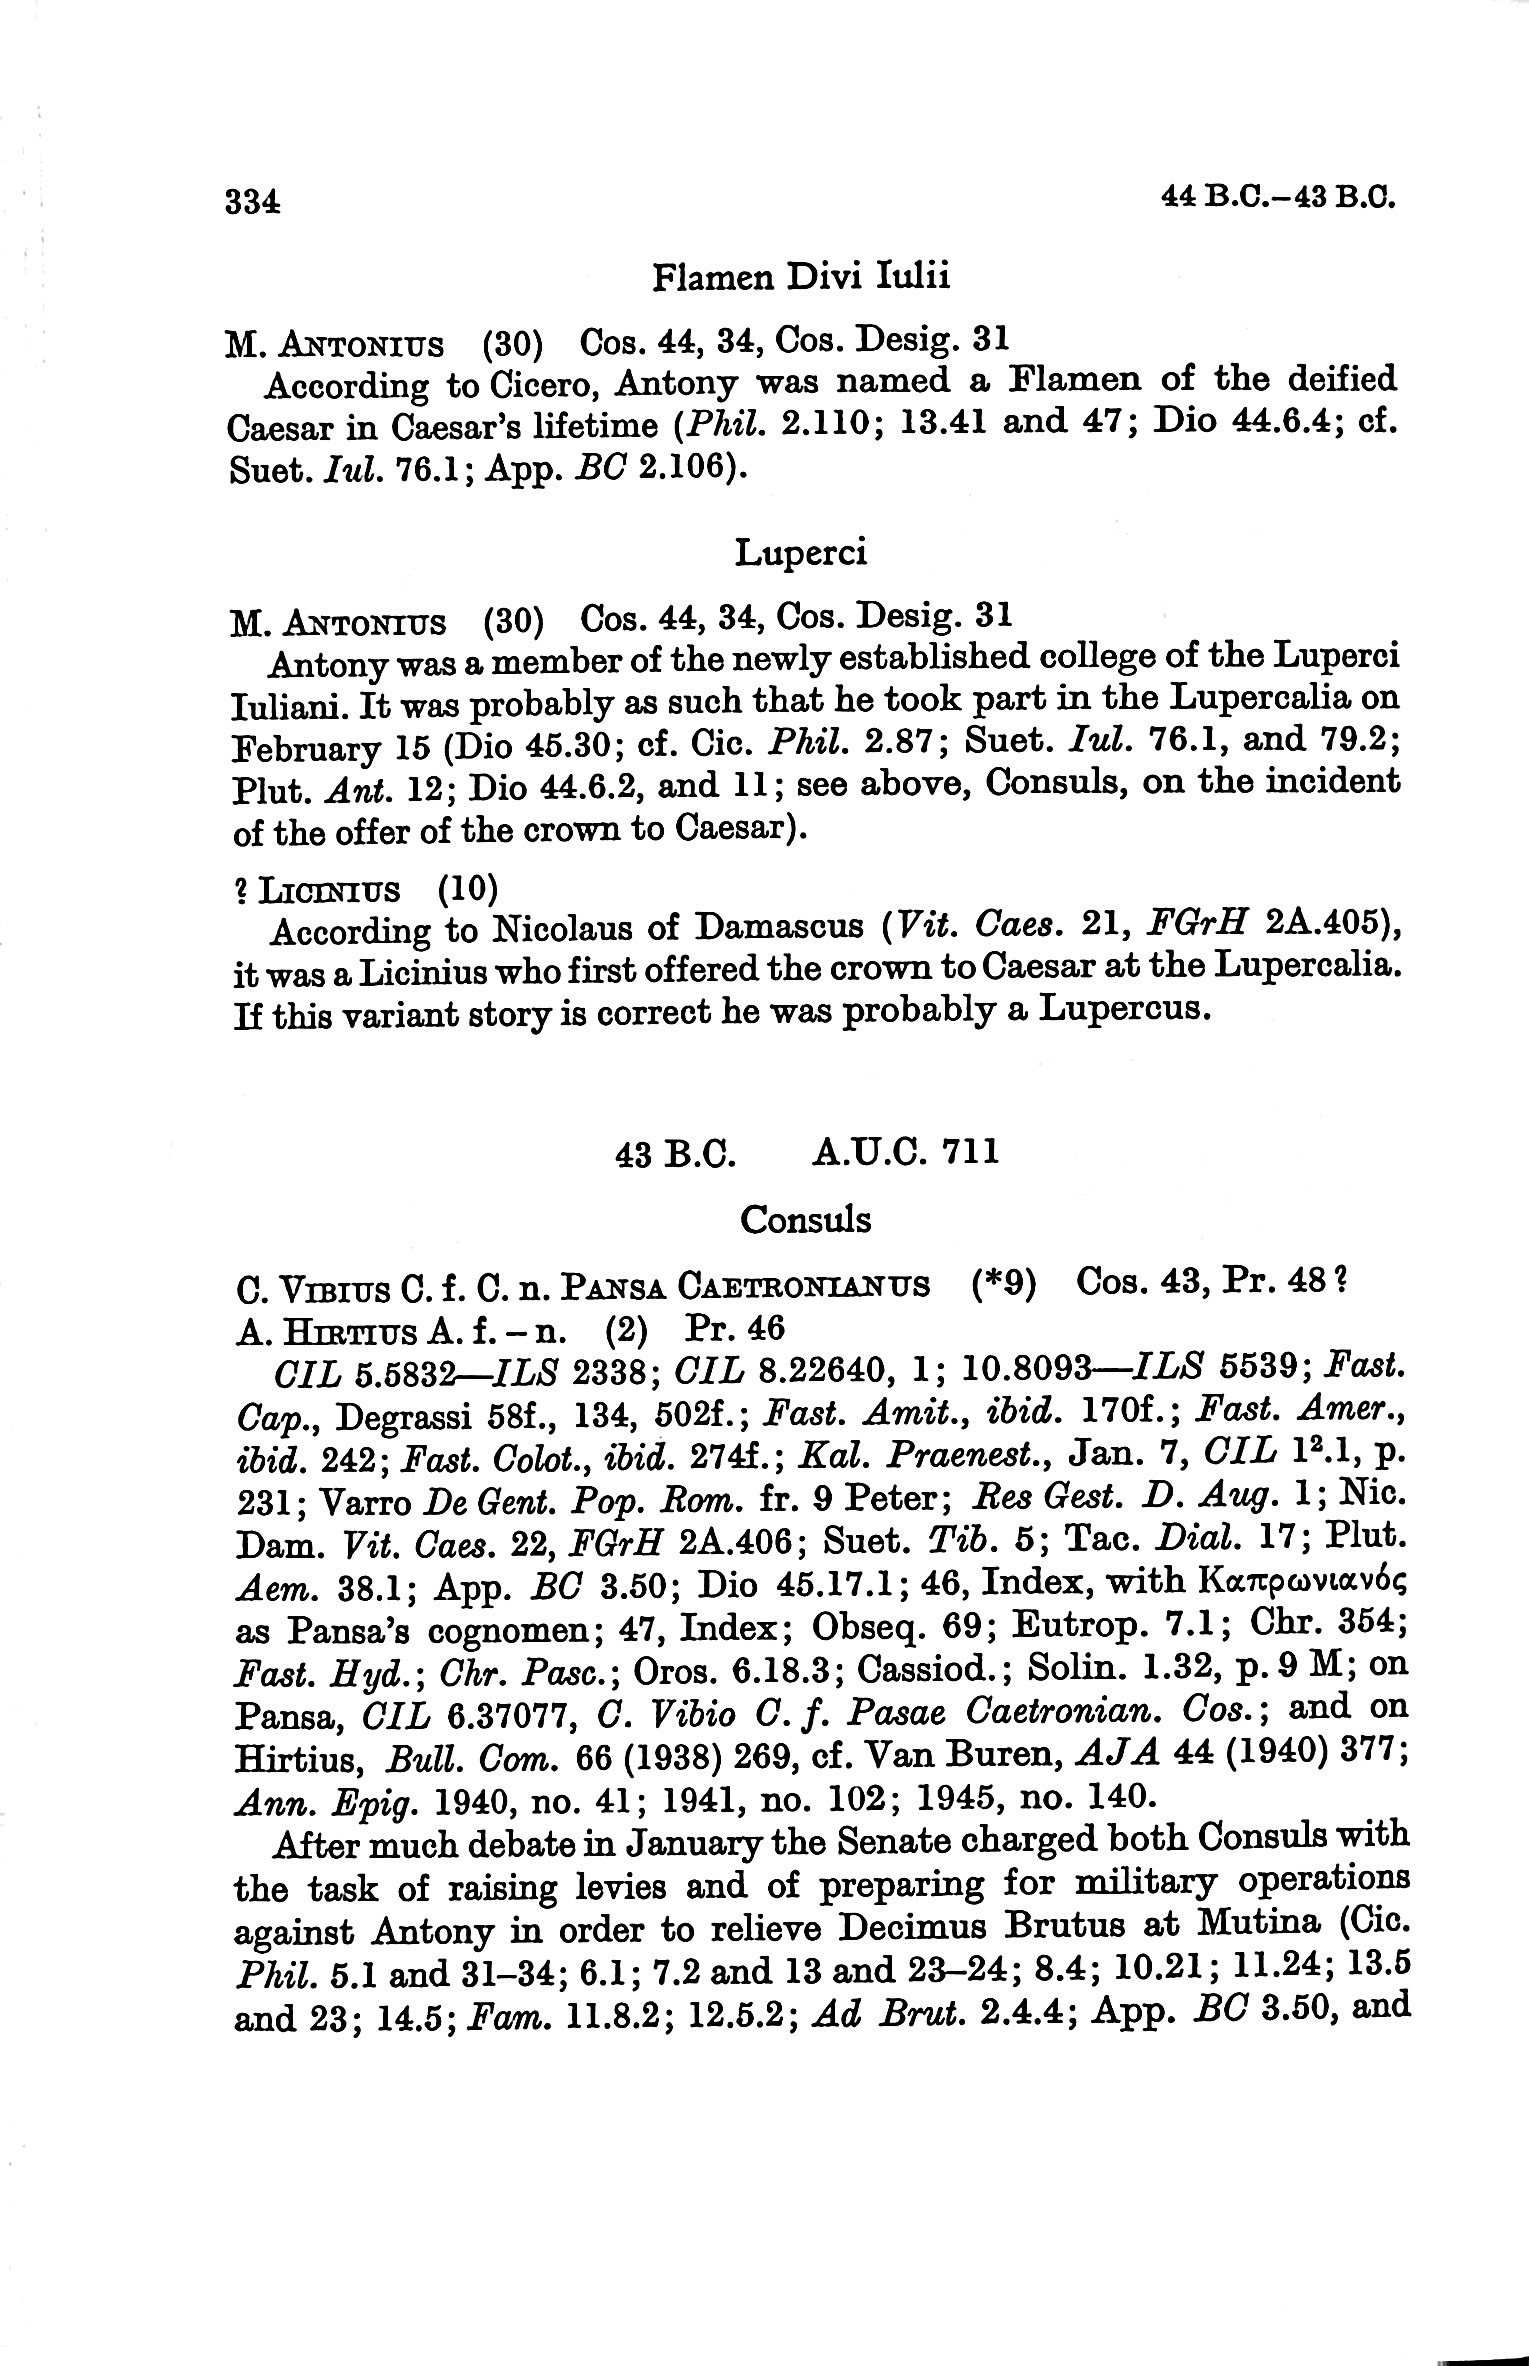 334
44 B.C.–43 B.C.
Flamen Divi Iulii
M. Antonius (30) Cos. 44, 34, Cos. Desig. 31
According to Cicero, Antony was named a Flamen of the deified
Caesar in Caesar's lifetime (Phil. 2.110; 13.41 and 47; Dio 44.6.4; cf.
Suet. Iul. 76.1; App. BC 2.106).
Luperci
M. Antonius (30) Cos. 44, 34, Cos. Desig. 31
Antony was a member of the newly established college of the Luperci
Iuliani. It was probably as such that he took part in the Lupercalia on
February 15 (Dio 45.30; cf. Cic. Phil. 2.87; Suet. Iul. 76.1, and 79.2;
Plut. Ant. 12; Dio 44.6.2, and 11; see above, Consuls, on the incident
of the offer of the crown to Caesar).
? Licinius (10)
According to Nicolaus of Damascus (Vit. Caes. 21, FGrH 2A.405),
it was a Licinius who first offered the crown to Caesar at the Lupercalia.
If this variant story is correct he was probably a Lupercus.
43 B.C. A.U.C. 711
Consuls
C. Vibius C. f. C. n. Pansa Caetronianus (*9) Cos. 43, Pr. 48?
A. Hirtius A. f. – n. (2) Pr. 46
CIL 5.5832—ILS 2338; CIL 8.22640, 1; 10.8093—ILS 5539; Fast.
Cap., Degrassi 58f., 134, 502f.; Fast. Amit., ibid. 170f.; Fast. Amer.,
ibid. 242; Fast. Colot., ibid. 274f.; Kal. Praenest., Jan. 7, CIL 1².1, p.
231; Varro De Gent. Pop. Rom. fr. 9 Peter; Res Gest. D. Aug. 1; Nic.
Dam. Vit. Caes. 22, FGrH 2A.406; Suet. Tib. 5; Tac. Dial. 17; Plut.
Aem. 38.1; App. BC 3.50; Dio 45.17.1; 46, Index, with Καπρωνιανός
as Pansa's cognomen; 47, Index; Obseq. 69; Eutrop. 7.1; Chr. 354;
Fast. Hyd.; Chr. Pasc.; Oros. 6.18.3; Cassiod.; Solin. 1.32, p. 9 M; on
Pansa, CIL 6.37077, C. Vibio C. f. Pasae Caetronian. Cos.; and on
Hirtius, Bull. Com. 66 (1938) 269, cf. Van Buren, AJA 44 (1940) 377;
Ann. Epig. 1940, no. 41; 1941, no. 102; 1945, no. 140.
After much debate in January the Senate charged both Consuls with
the task of raising levies and of preparing for military operations
against Antony in order to relieve Decimus Brutus at Mutina (Cic.
Phil. 5.1 and 31–34; 6.1; 7.2 and 13 and 23–24; 8.4; 10.21; 11.24; 13.5
and 23; 14.5; Fam. 11.8.2; 12.5.2; Ad Brut. 2.4.4; App. BC 3.50, and